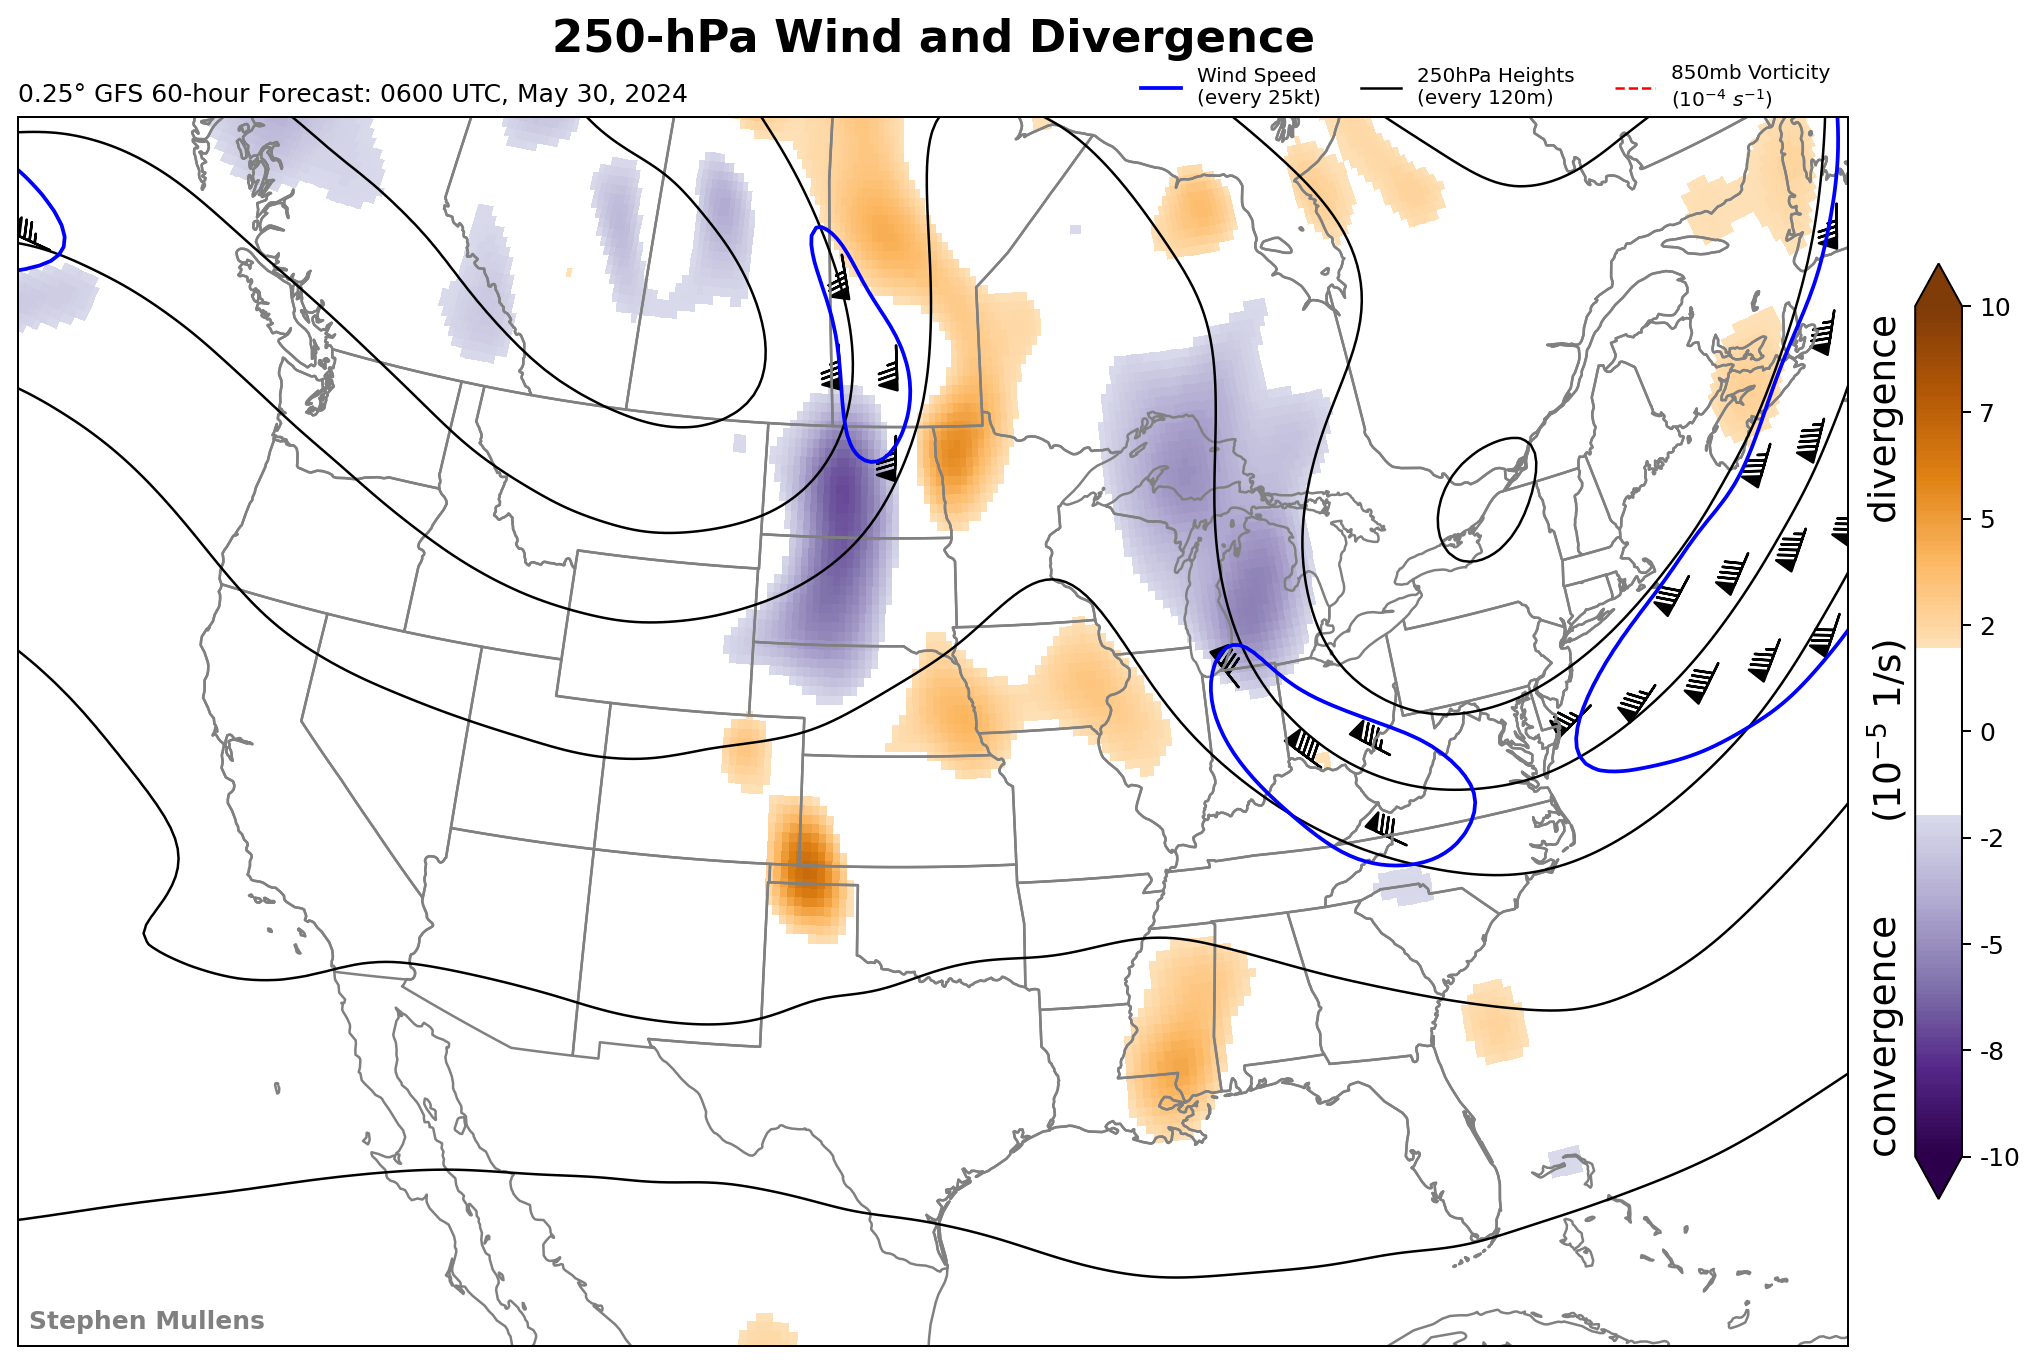 250-hPa Wind and Divergence
0.25° GFS 60-hour Forecast: 0600 UTC, May 30, 2024
Wind Speed
(every 25kt)
250hPa Heights
(every 120m)
850mb Vorticity
(10⁻⁴ s⁻¹)
10
7
5
2
0
-2
-5
-8
-10
convergence (10⁻⁵ 1/s) divergence
Stephen Mullens